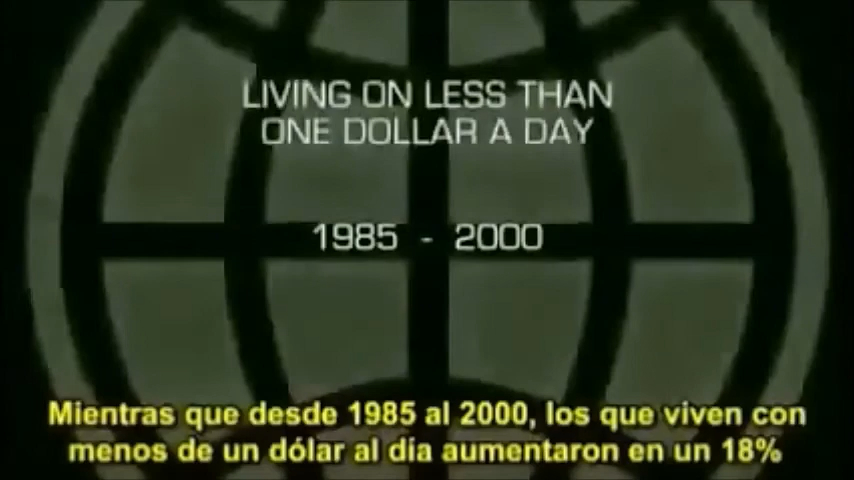 LIVING ON LESS THAN
ONE DOLLAR A DAY
1985 - 2000
Mientras que desde 1985 al 2000, los que viven con
menos de un dólar al día aumentaron en un 18%